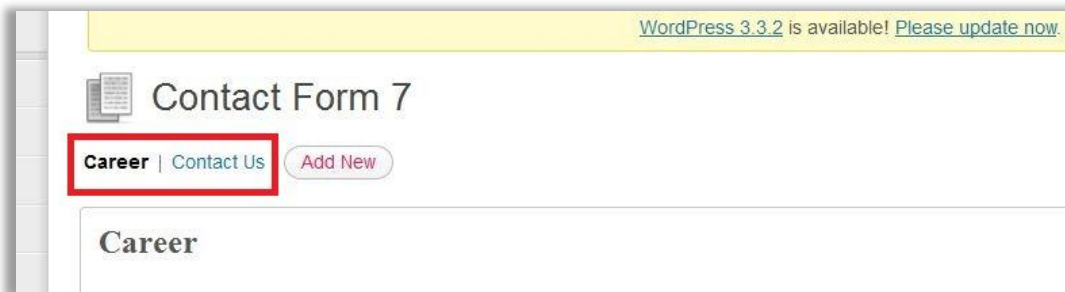 WordPress 3.3.2 is available! Please update now.
Contact Form 7
Career | Contact Us Add New
Career